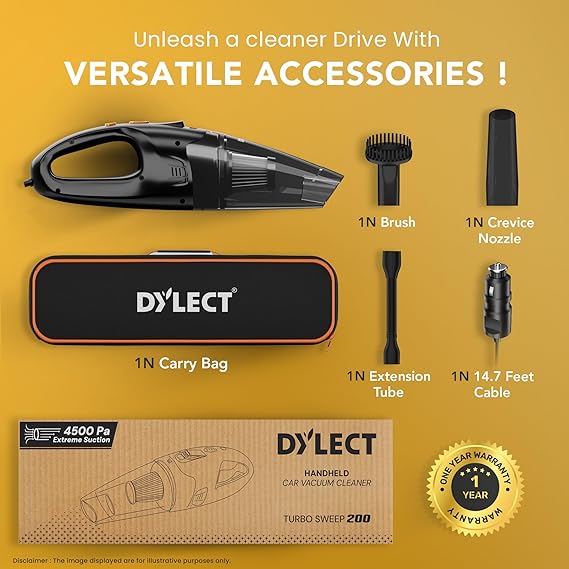 Unleash a cleaner Drive With
VERSATILE ACCESSORIES !
1N Brush
1N Crevice
Nozzle
DYLECT®
1N Carry Bag
1N Extension
Tube
1N 14.7 Feet
Cable
4500 Pa
Extreme Suction
DYLECT
HANDHELD
CAR VACUUM CLEANER
TURBO SWEEP 200
ONE YEAR WARRANTY
1
YEAR
WARRANTY
Disclaimer : The image displayed are for illustrative purposes only.